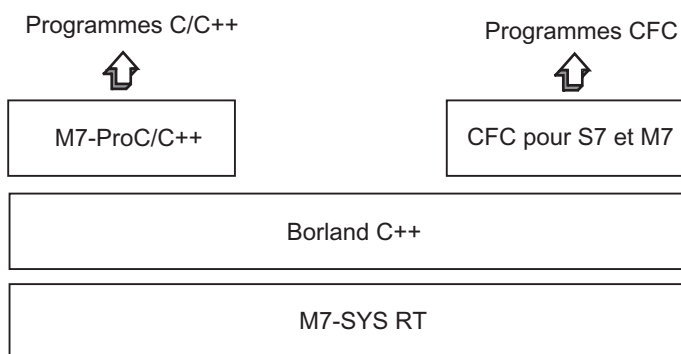 Programmes C/C++
Programmes CFC
M7-ProC/C++
CFC pour S7 et M7
Borland C++
M7-SYS RT